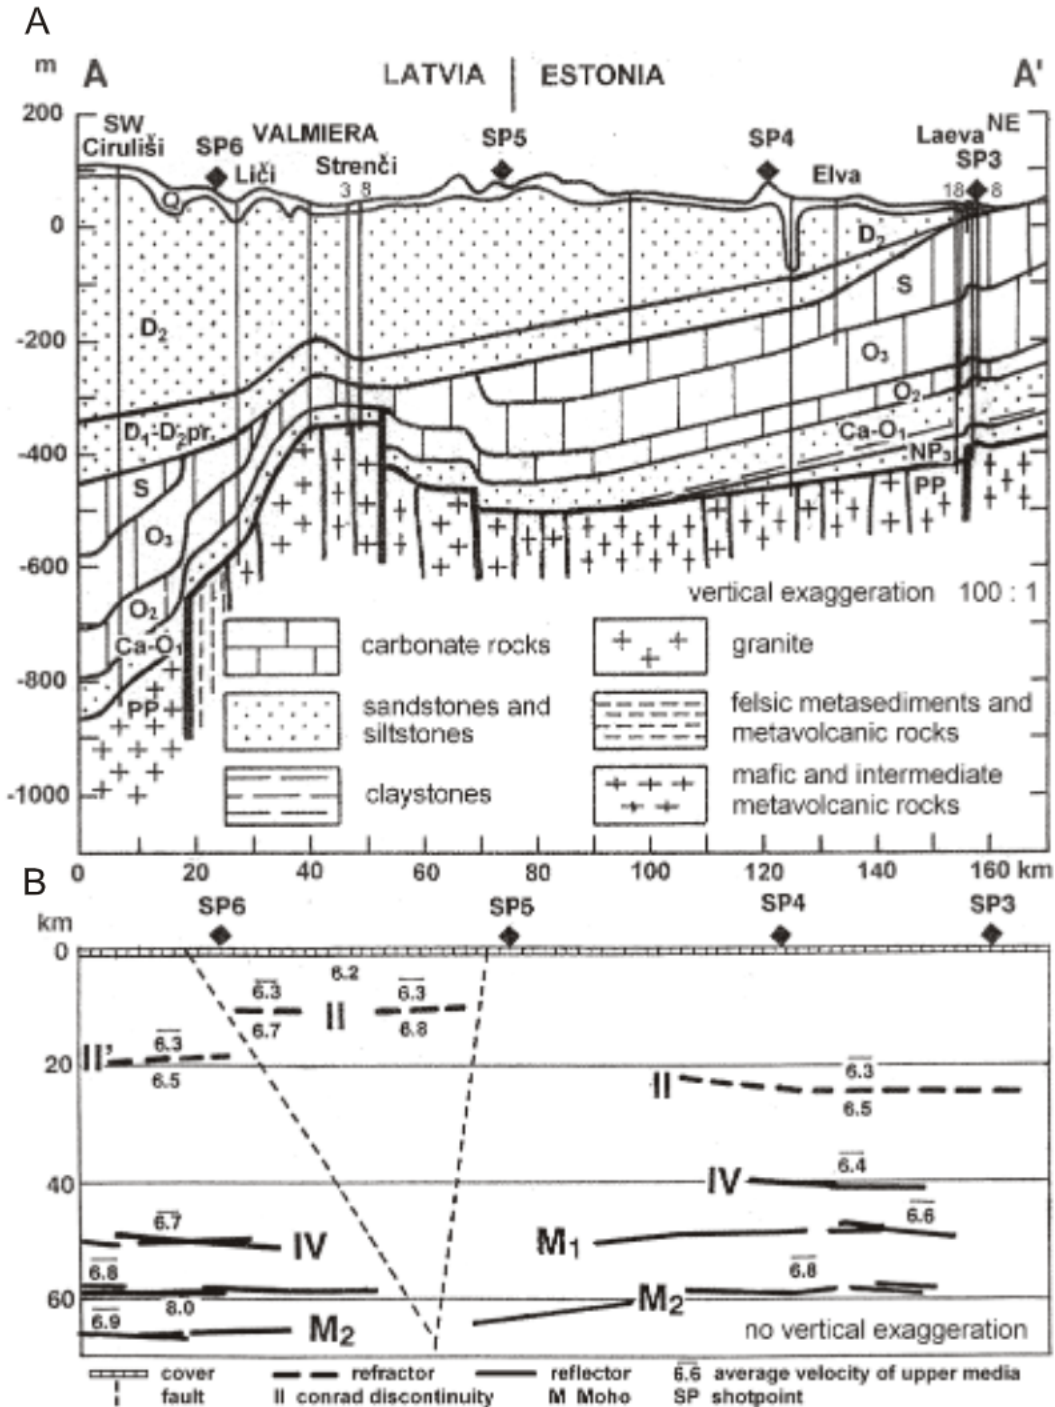 A
m A LATVIA ESTONIA A'
200 SW VALMIERA SP5 SP4 Laeva NE
Ciruliši SP6 Liči Strenči Elva SP3
3 8 18 8
Q
0 D₂
S
D₂
-200 O₃
O₂
D₁-D₂pr. Ca-O₁
-400 NP₃
S PP
O₃
-600
vertical exaggeration 100 : 1
O₂
carbonate rocks granite
Ca-O₁
-800
PP sandstones and felsic metasediments and
siltstones metavolcanic rocks
claystones mafic and intermediate
-1000 metavolcanic rocks
0 20 40 60 80 100 120 140 160 km
B
km SP6 SP5 SP4 SP3
0
6.2
6.3 6.3
II
6.7 6.8
II' 6.3
20 6.3
6.5 II
6.5
6.4
40 IV
6.7 6.6
IV M₁
6.8 6.8
60 8.0 M₂
6.9 M₂ no vertical exaggeration
cover refractor reflector 6.6 average velocity of upper media
fault II conrad discontinuity M Moho SP shotpoint